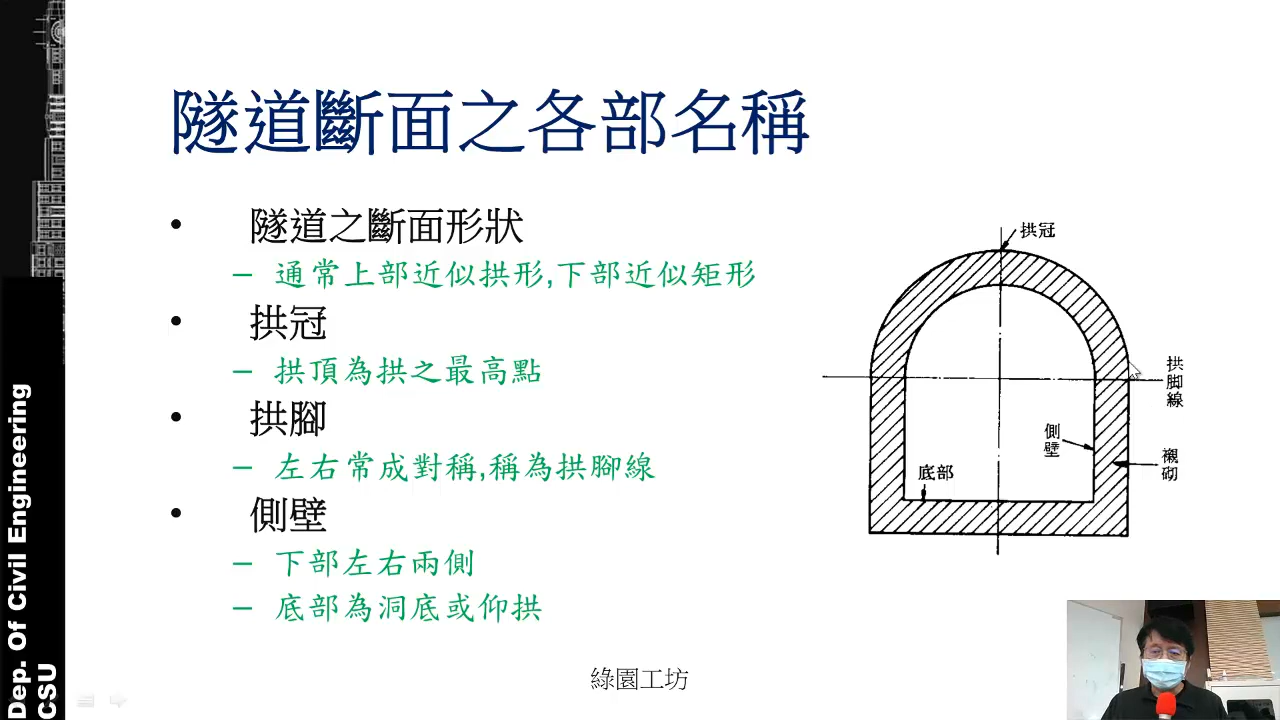 隧道斷面之各部名稱
• 隧道之斷面形狀
– 通常上部近似拱形,下部近似矩形
• 拱冠
– 拱頂為拱之最高點
• 拱腳
– 左右常成對稱,稱為拱腳線
• 側壁
– 下部左右兩側
– 底部為洞底或仰拱
拱冠
拱脚線
側壁
襯砌
底部
綠園工坊
Dep. Of Civil Engineering
CSU